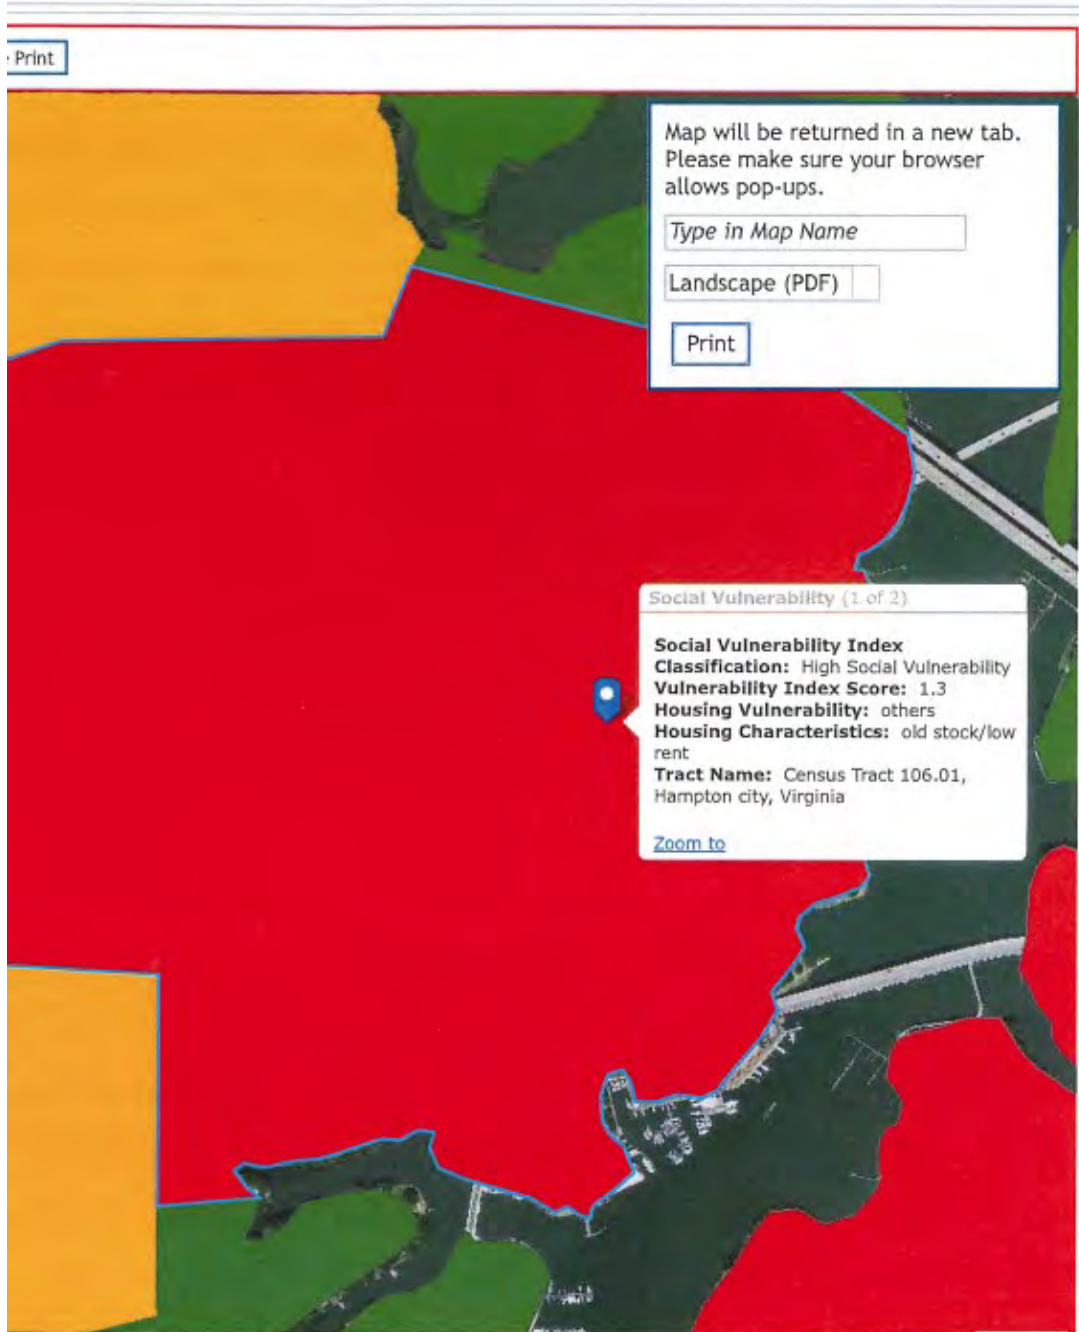 Print
Map will be returned in a new tab.
Please make sure your browser
allows pop-ups.
Type in Map Name
Landscape (PDF)
Print
Social Vulnerability (1 of 2)
Social Vulnerability Index
Classification: High Social Vulnerability
Vulnerability Index Score: 1.3
Housing Vulnerability: others
Housing Characteristics: old stock/low
rent
Tract Name: Census Tract 106.01,
Hampton city, Virginia
Zoom to